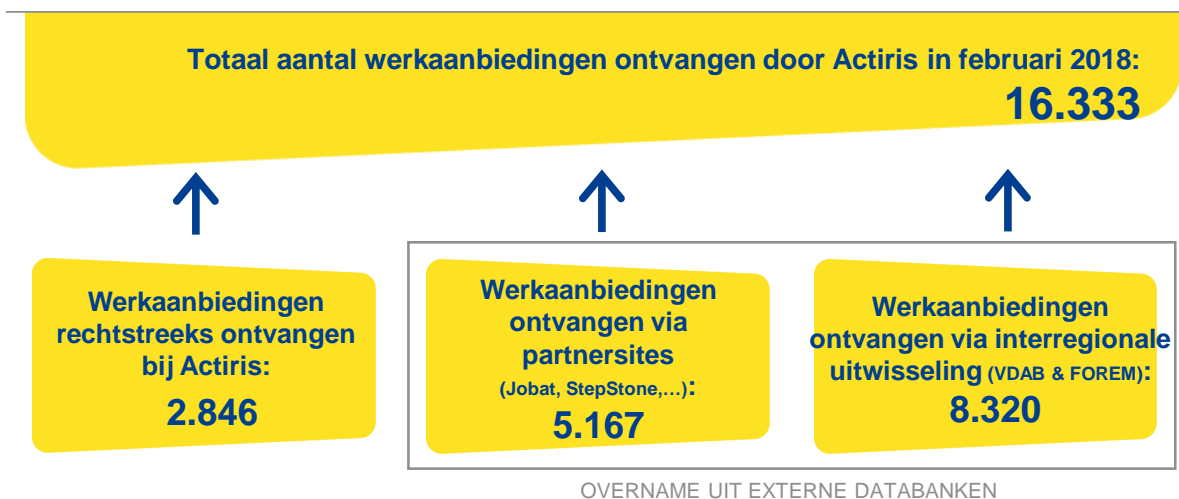 Totaal aantal werkaanbiedingen ontvangen door Actiris in februari 2018:
16.333
Werkaanbiedingen
rechtstreeks ontvangen
bij Actiris:
2.846
Werkaanbiedingen
ontvangen via
partnersites
(Jobat, StepStone,…):
5.167
Werkaanbiedingen
ontvangen via interregionale
uitwisseling (VDAB & FOREM):
8.320
OVERNAME UIT EXTERNE DATABANKEN